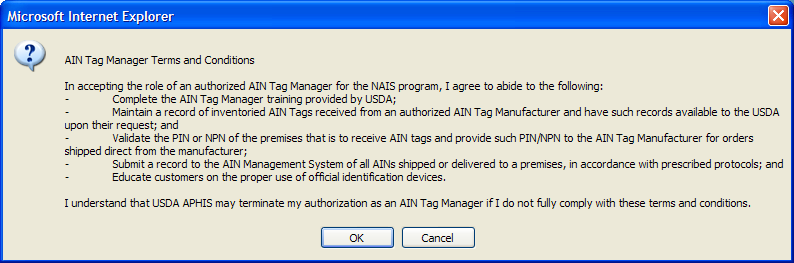 Microsoft Internet Explorer
AIN Tag Manager Terms and Conditions
In accepting the role of an authorized AIN Tag Manager for the NAIS program, I agree to abide to the following:
- Complete the AIN Tag Manager training provided by USDA;
- Maintain a record of inventoried AIN Tags received from an authorized AIN Tag Manufacturer and have such records available to the USDA
upon their request; and
- Validate the PIN or NPN of the premises that is to receive AIN tags and provide such PIN/NPN to the AIN Tag Manufacturer for orders
shipped direct from the manufacturer;
- Submit a record to the AIN Management System of all AINs shipped or delivered to a premises, in accordance with prescribed protocols; and
- Educate customers on the proper use of official identification devices.
I understand that USDA APHIS may terminate my authorization as an AIN Tag Manager if I do not fully comply with these terms and conditions.
OK Cancel